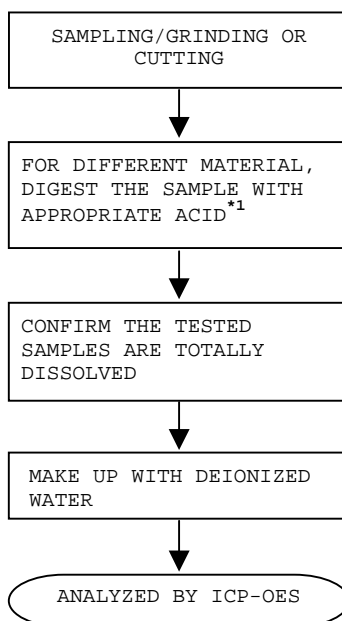 SAMPLING/GRINDING OR
CUTTING
FOR DIFFERENT MATERIAL,
DIGEST THE SAMPLE WITH
APPROPRIATE ACID*1
CONFIRM THE TESTED
SAMPLES ARE TOTALLY
DISSOLVED
MAKE UP WITH DEIONIZED
WATER
ANALYZED BY ICP-OES